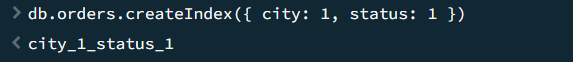 > db.orders.createIndex({ city: 1, status: 1 })
< city_1_status_1